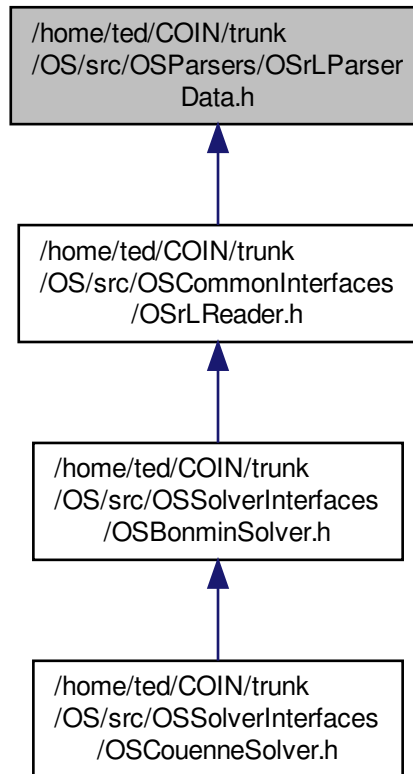 /home/ted/COIN/trunk
/OS/src/OSParsers/OSrLParser
Data.h
/home/ted/COIN/trunk
/OS/src/OSCommonInterfaces
/OSrLReader.h
/home/ted/COIN/trunk
/OS/src/OSSolverInterfaces
/OSBonminSolver.h
/home/ted/COIN/trunk
/OS/src/OSSolverInterfaces
/OSCouenneSolver.h